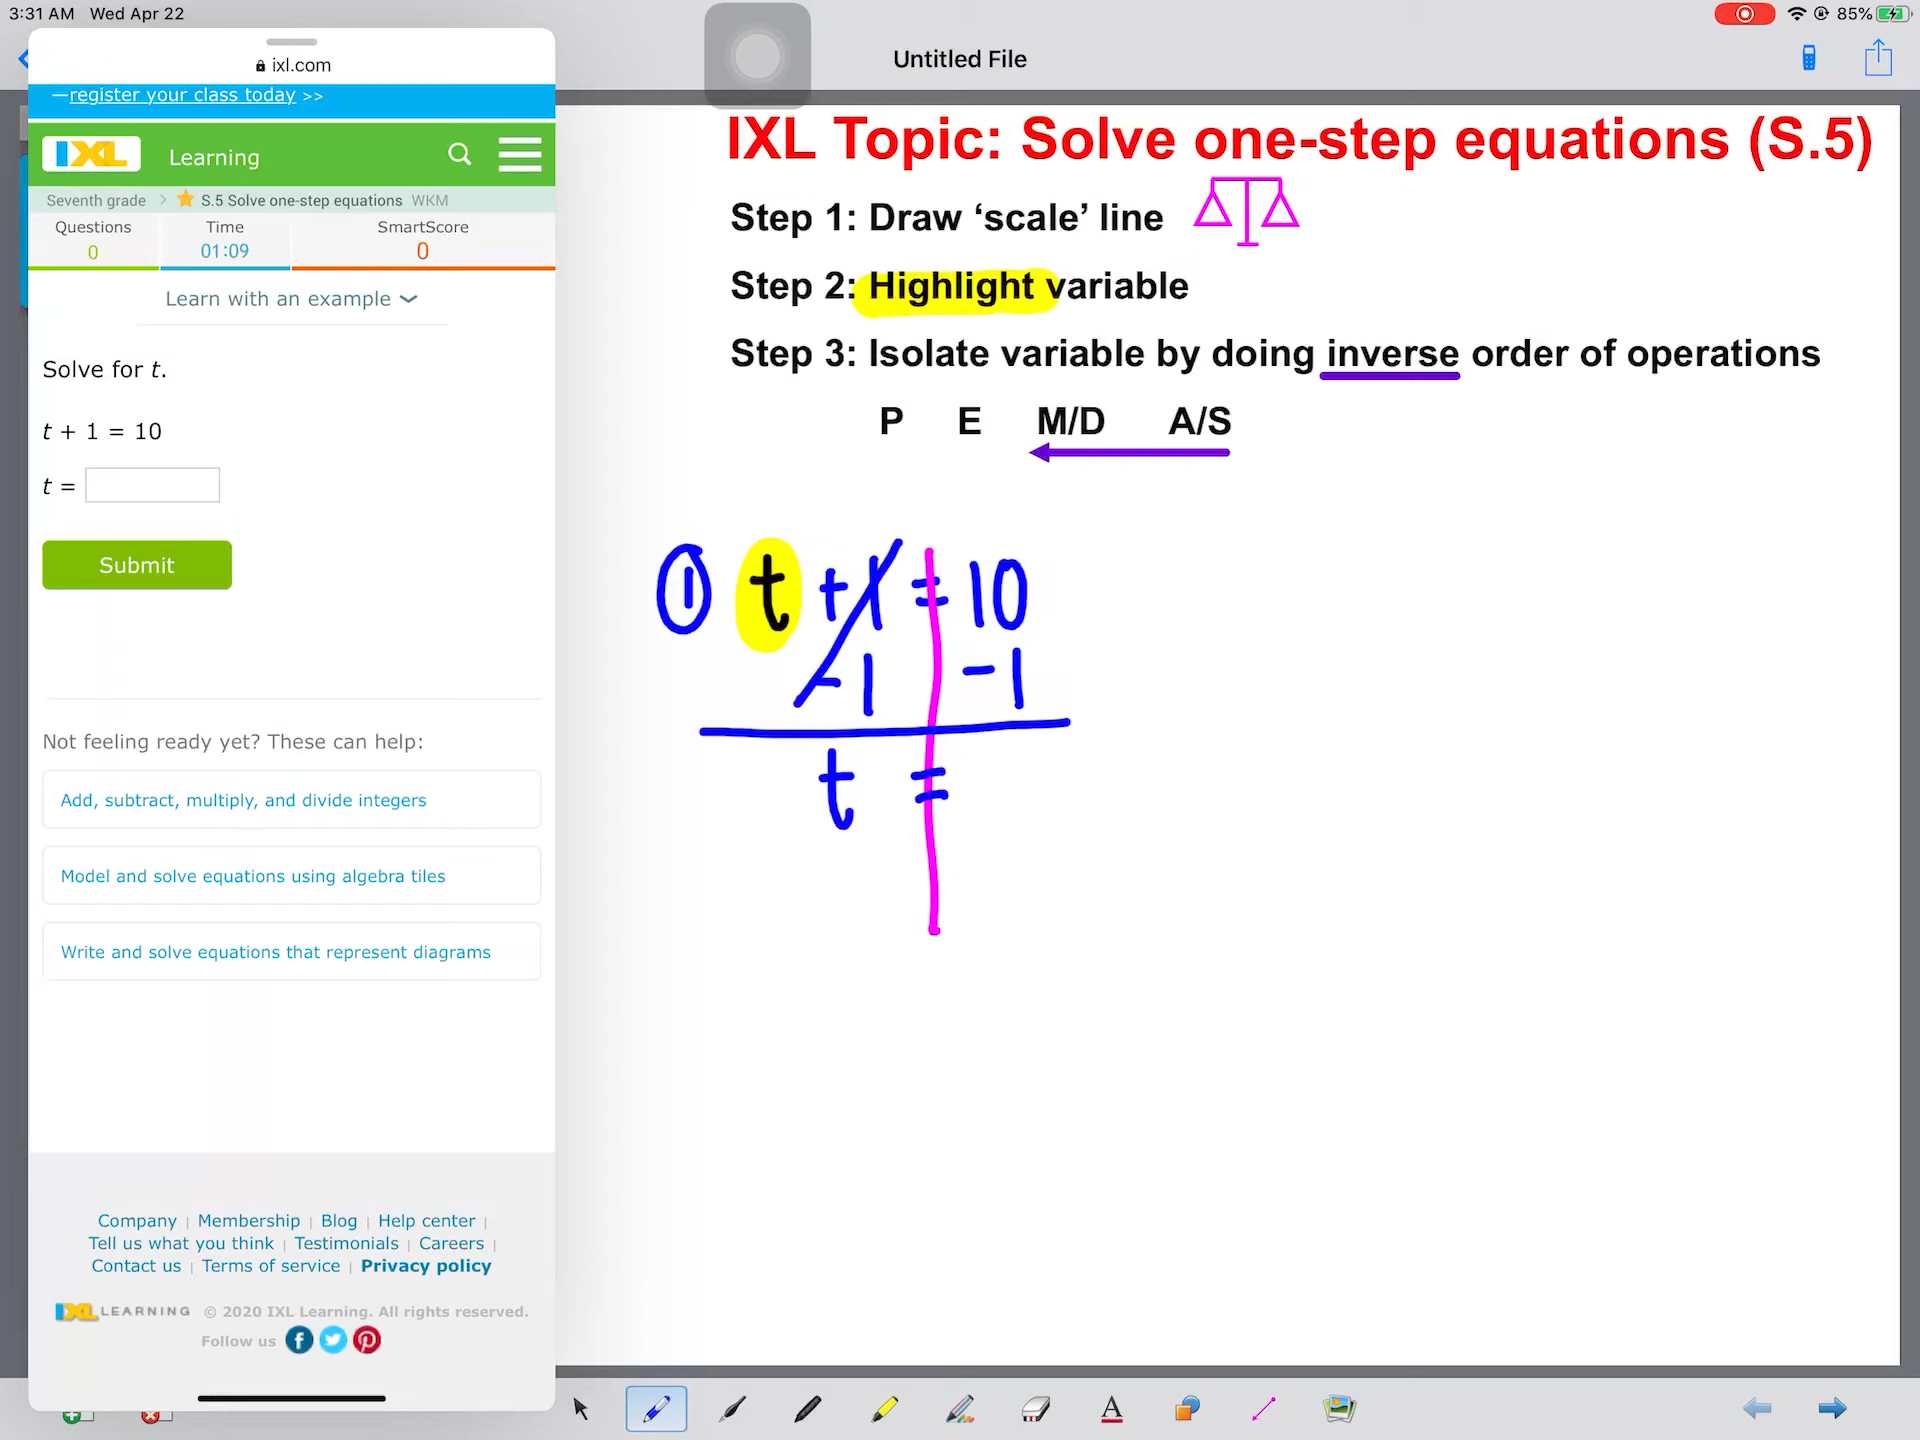 3:31 AM Wed Apr 22
85%
ixl.com
—register your class today >>
IXL Learning
Seventh grade > S.5 Solve one-step equations WKM
Questions
0
Time
01:09
SmartScore
0
Learn with an example
Solve for t.
t + 1 = 10
t =
Submit
Not feeling ready yet? These can help:
Add, subtract, multiply, and divide integers
Model and solve equations using algebra tiles
Write and solve equations that represent diagrams
Company | Membership | Blog | Help center |
Tell us what you think | Testimonials | Careers |
Contact us | Terms of service | Privacy policy
IXL LEARNING © 2020 IXL Learning. All rights reserved.
Follow us
Untitled File
IXL Topic: Solve one-step equations (S.5)
Step 1: Draw ‘scale’ line
Step 2: Highlight variable
Step 3: Isolate variable by doing inverse order of operations
P E M/D A/S
① t + 1 = 10
-1 -1
t =
A